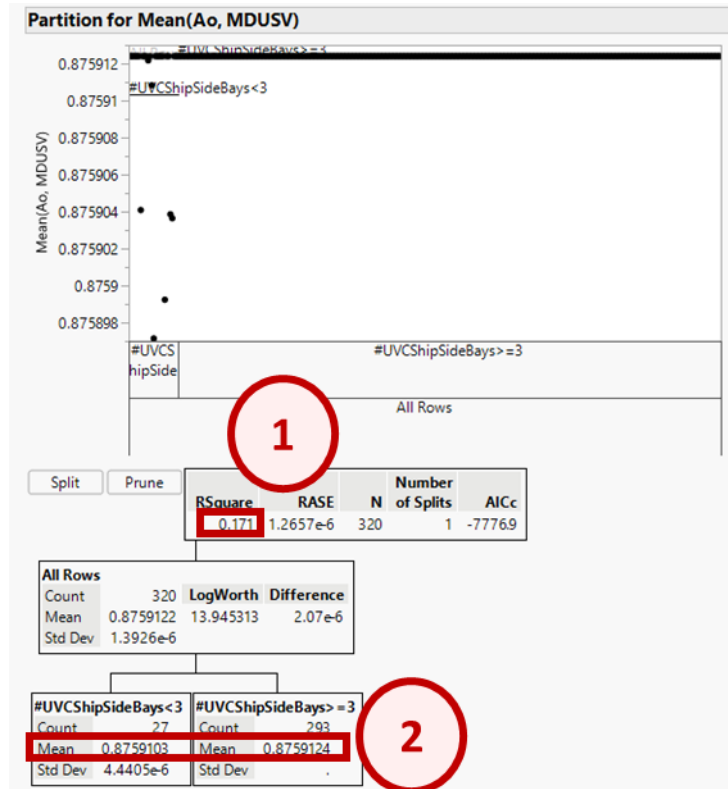 Partition for Mean(Ao, MDUSV)
#UVCShipSideBays>=3
0.875912
#UVCShipSideBays<3
0.87591
0.875908
0.875906
0.875904
0.875902
0.8759
0.875898
Mean(Ao, MDUSV)
#UVCS
hipSide
#UVCShipSideBays>=3
All Rows
1
Split Prune
Number
RSquare RASE N of Splits AICc
0.171 1.2657e-6 320 1 -7776.9
All Rows
Count 320 LogWorth Difference
Mean 0.8759122 13.945313 2.07e-6
Std Dev 1.3926e-6
#UVCShipSideBays<3 #UVCShipSideBays>=3
Count 27 Count 293
Mean 0.8759103 Mean 0.8759124
Std Dev 4.4405e-6 Std Dev .
2